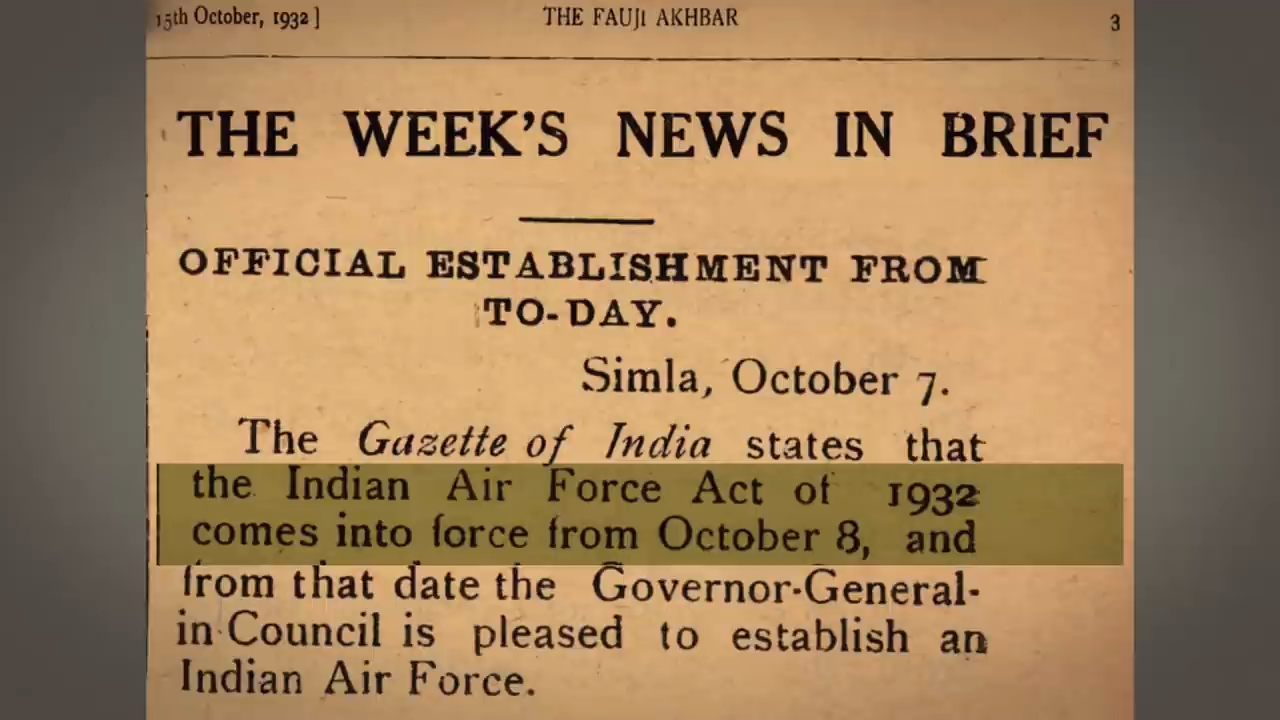 15th October, 1932]
THE FAUJI AKHBAR
3
THE WEEK'S NEWS IN BRIEF
OFFICIAL ESTABLISHMENT FROM
TO-DAY.
Simla, October 7.
The Gazette of India states that
the Indian Air Force Act of 1932
comes into force from October 8, and
from that date the Governor-General-
in-Council is pleased to establish an
Indian Air Force.